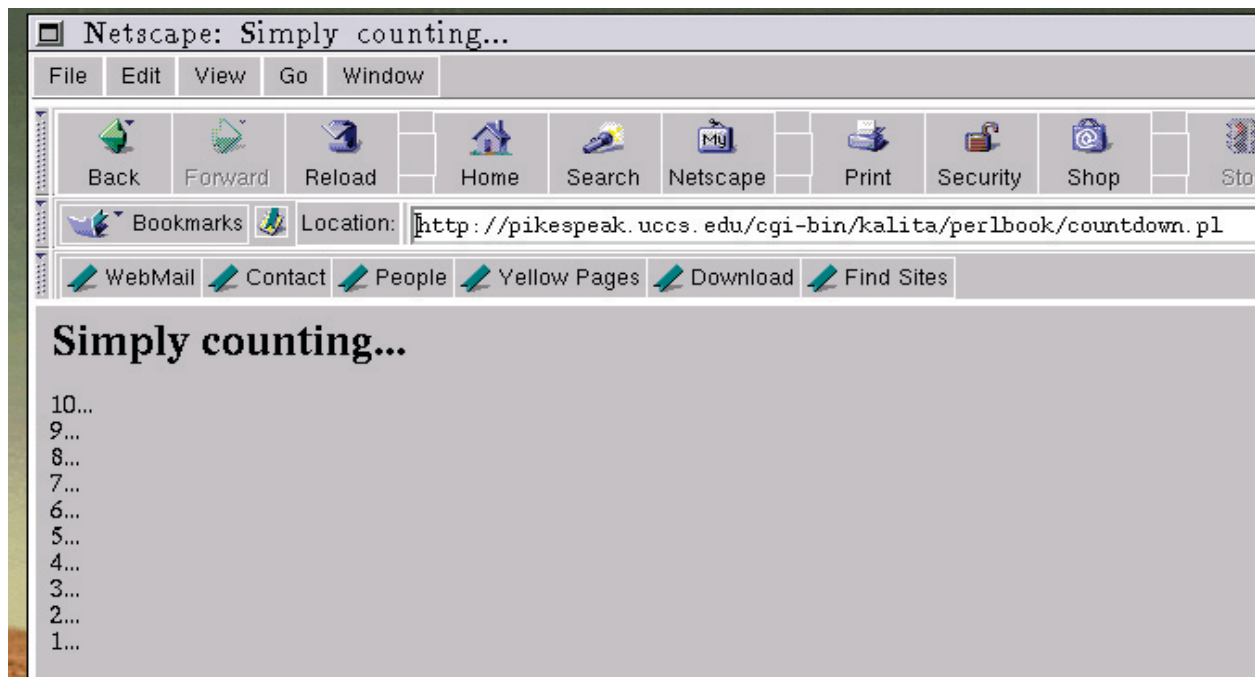 Netscape: Simply counting...
File Edit View Go Window
My
Back Forward Reload Home Search Netscape Print Security Shop
Bookmarks Location: http://pikespeak.uccs.edu/cgi-bin/kalita/perlbook/countdown.pl
WebMail Contact People Yellow Pages Download Find Sites
Simply counting...
10...
9...
8...
7...
6...
5...
4...
3...
2...
1...